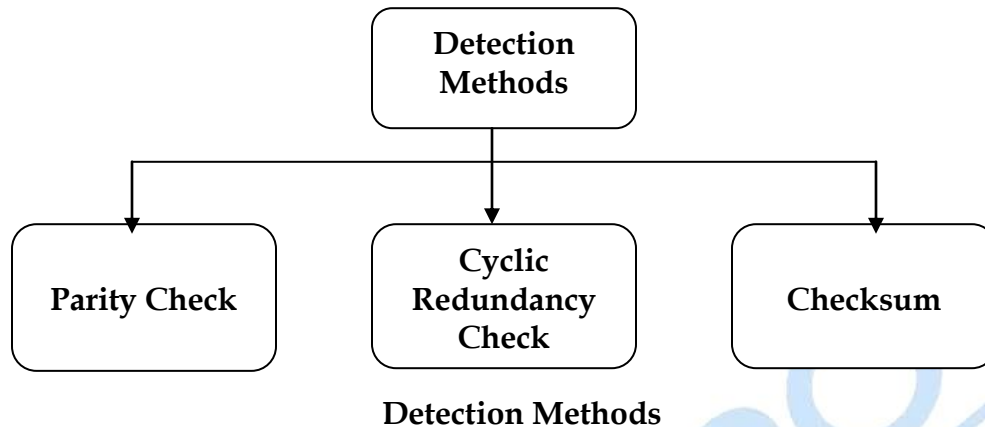 Detection
Methods
Parity Check
Cyclic
Redundancy
Check
Checksum
Detection Methods